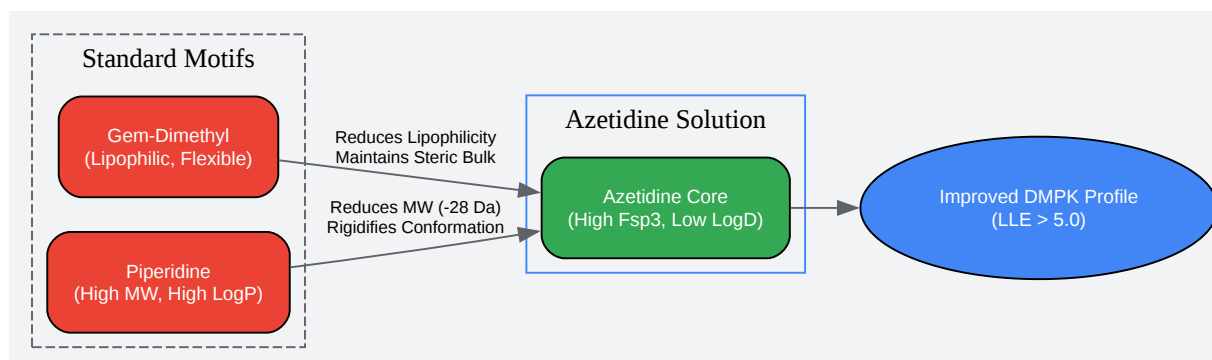 Standard Motifs
Gem-Dimethyl
(Lipophilic, Flexible)
Piperidine
(High MW, High LogP)
Reduces Lipophilicity
Maintains Steric Bulk
Reduces MW (-28 Da)
Rigidifies Conformation
Azetidine Solution
Azetidine Core
(High Fsp3, Low LogD)
Improved DMPK Profile
(LLE > 5.0)